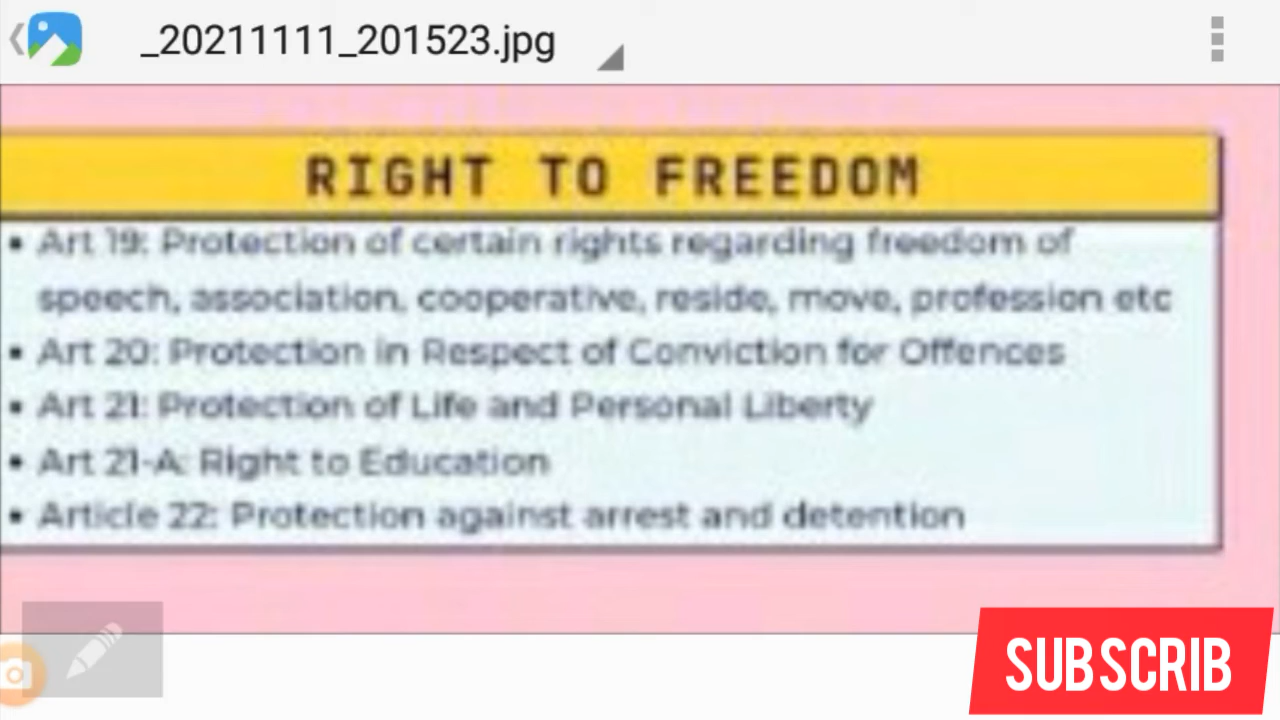 _20211111_201523.jpg
RIGHT TO FREEDOM
• Art 19: Protection of certain rights regarding freedom of
speech, association, cooperative, reside, move, profession etc
• Art 20: Protection in Respect of Conviction for Offences
• Art 21: Protection of Life and Personal Liberty
• Art 21-A: Right to Education
• Article 22: Protection against arrest and detention
SUBSCRIB